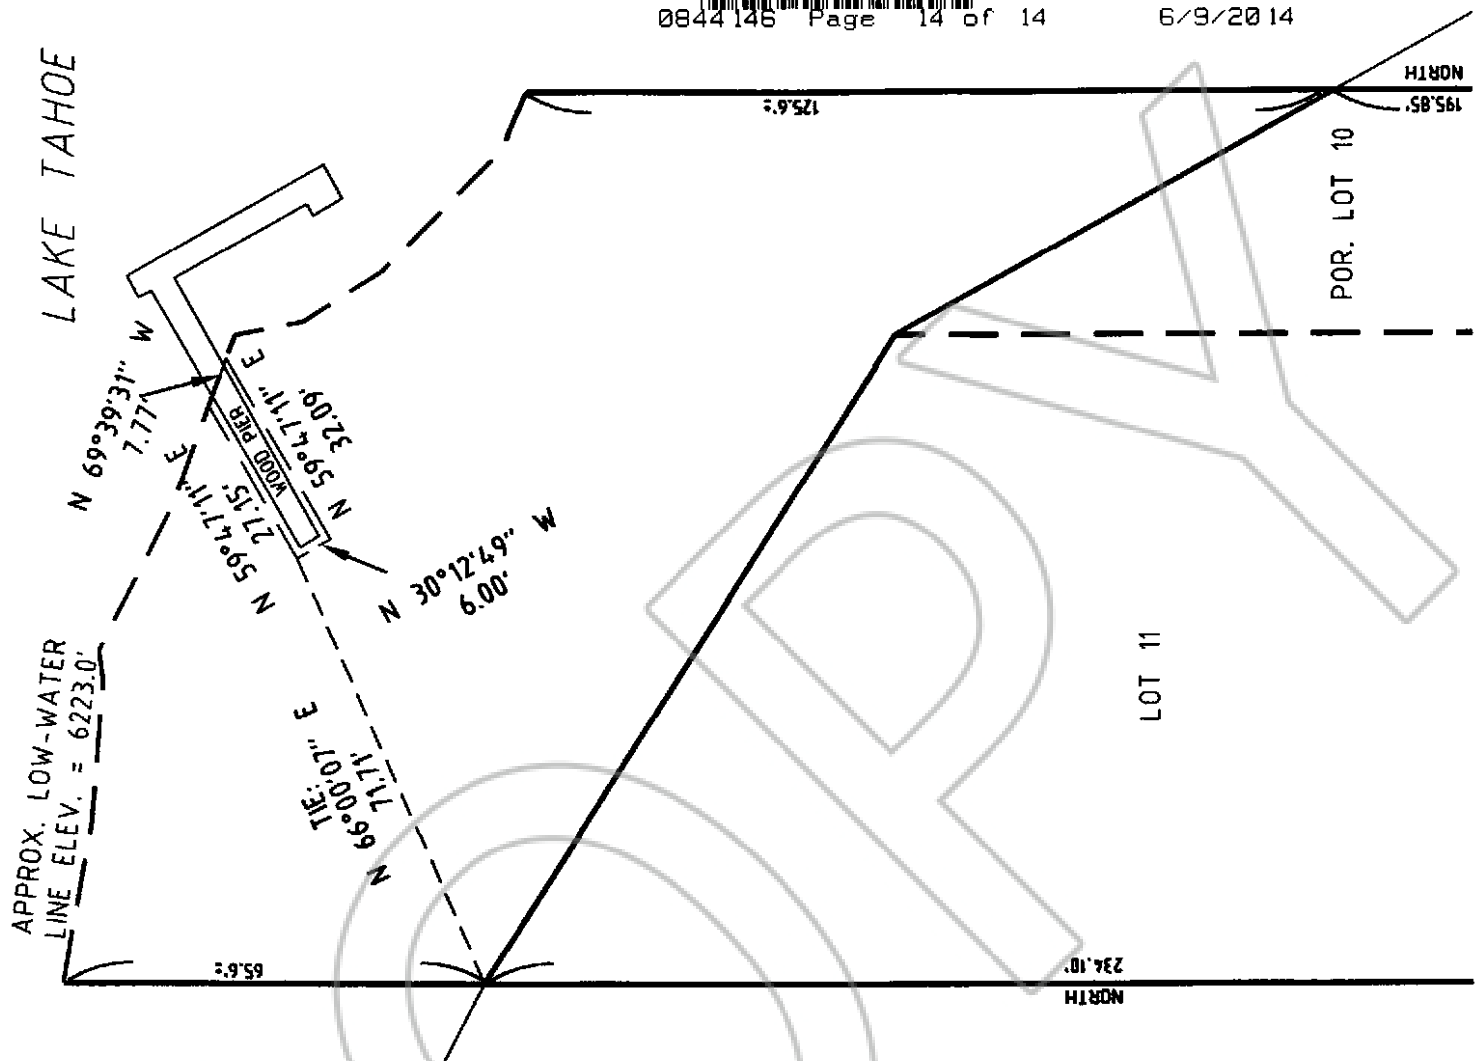 0844146 Page 14 of 14 6/9/2014
LAKE TAHOE
NORTH
195.85'
125.6'±
POR. LOT 10
N 69°39'31" W
7.77'
WOOD PIER
N 59°47'11" E
32.09'
N 59°47'11" E
27.15'
N 30°12'49" W
6.00'
APPROX. LOW-WATER
LINE ELEV. = 6223.0'
TIE:
N 66°00'07" E
71.71'
LOT 11
65.6'±
234.10'
NORTH
COPY